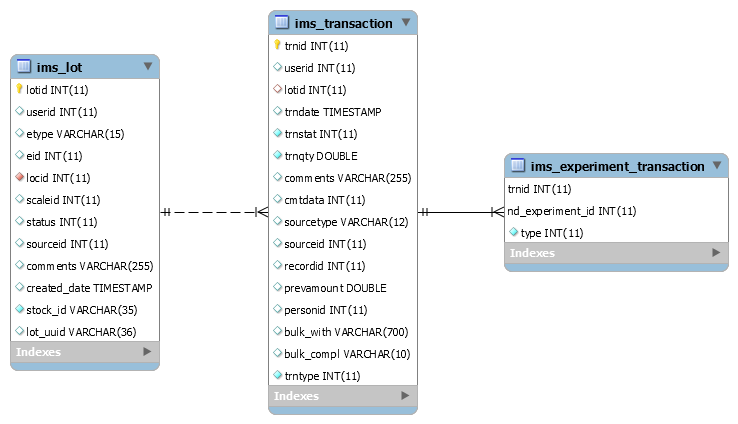 ims_lot
lotid INT(11)
userid INT(11)
etype VARCHAR(15)
eid INT(11)
locid INT(11)
scaleid INT(11)
status INT(11)
sourceid INT(11)
comments VARCHAR(255)
created_date TIMESTAMP
stock_id VARCHAR(35)
lot_uuid VARCHAR(36)
Indexes
ims_transaction
trnid INT(11)
userid INT(11)
lotid INT(11)
trndate TIMESTAMP
trnstat INT(11)
trnqty DOUBLE
comments VARCHAR(255)
cmtdata INT(11)
sourcetype VARCHAR(12)
sourceid INT(11)
recordid INT(11)
prevamount DOUBLE
personid INT(11)
bulk_with VARCHAR(700)
bulk_compl VARCHAR(10)
trntype INT(11)
Indexes
ims_experiment_transaction
trnid INT(11)
nd_experiment_id INT(11)
type INT(11)
Indexes